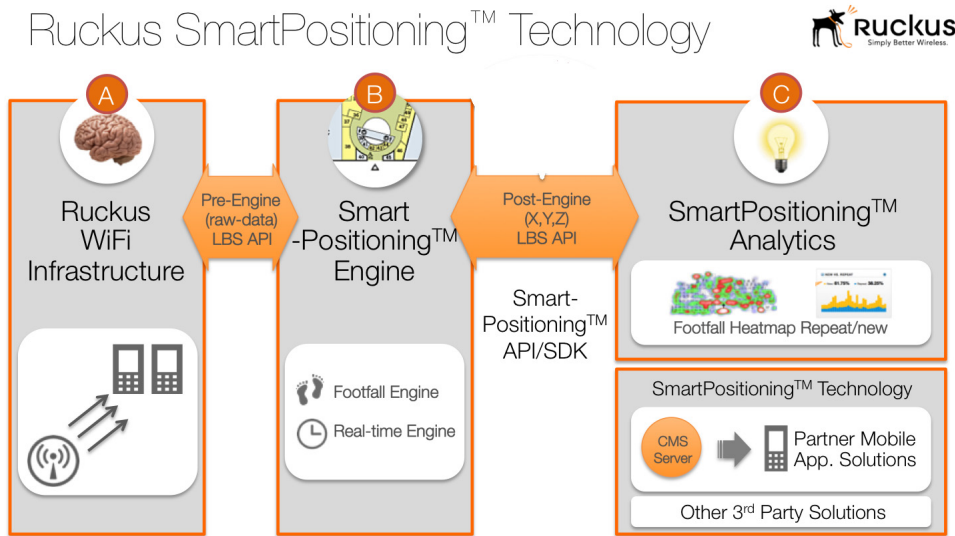 Ruckus SmartPositioning™ Technology
Ruckus
Simply Better Wireless.
A
Ruckus
WiFi
Infrastructure
Pre-Engine
(raw-data)
LBS API
B
Smart
-Positioning™
Engine
Footfall Engine
Real-time Engine
Post-Engine
(X,Y,Z)
LBS API
Smart-
Positioning™
API/SDK
C
SmartPositioning™
Analytics
Footfall Heatmap Repeat/new
SmartPositioning™ Technology
CMS
Server
Partner Mobile
App. Solutions
Other 3rd Party Solutions